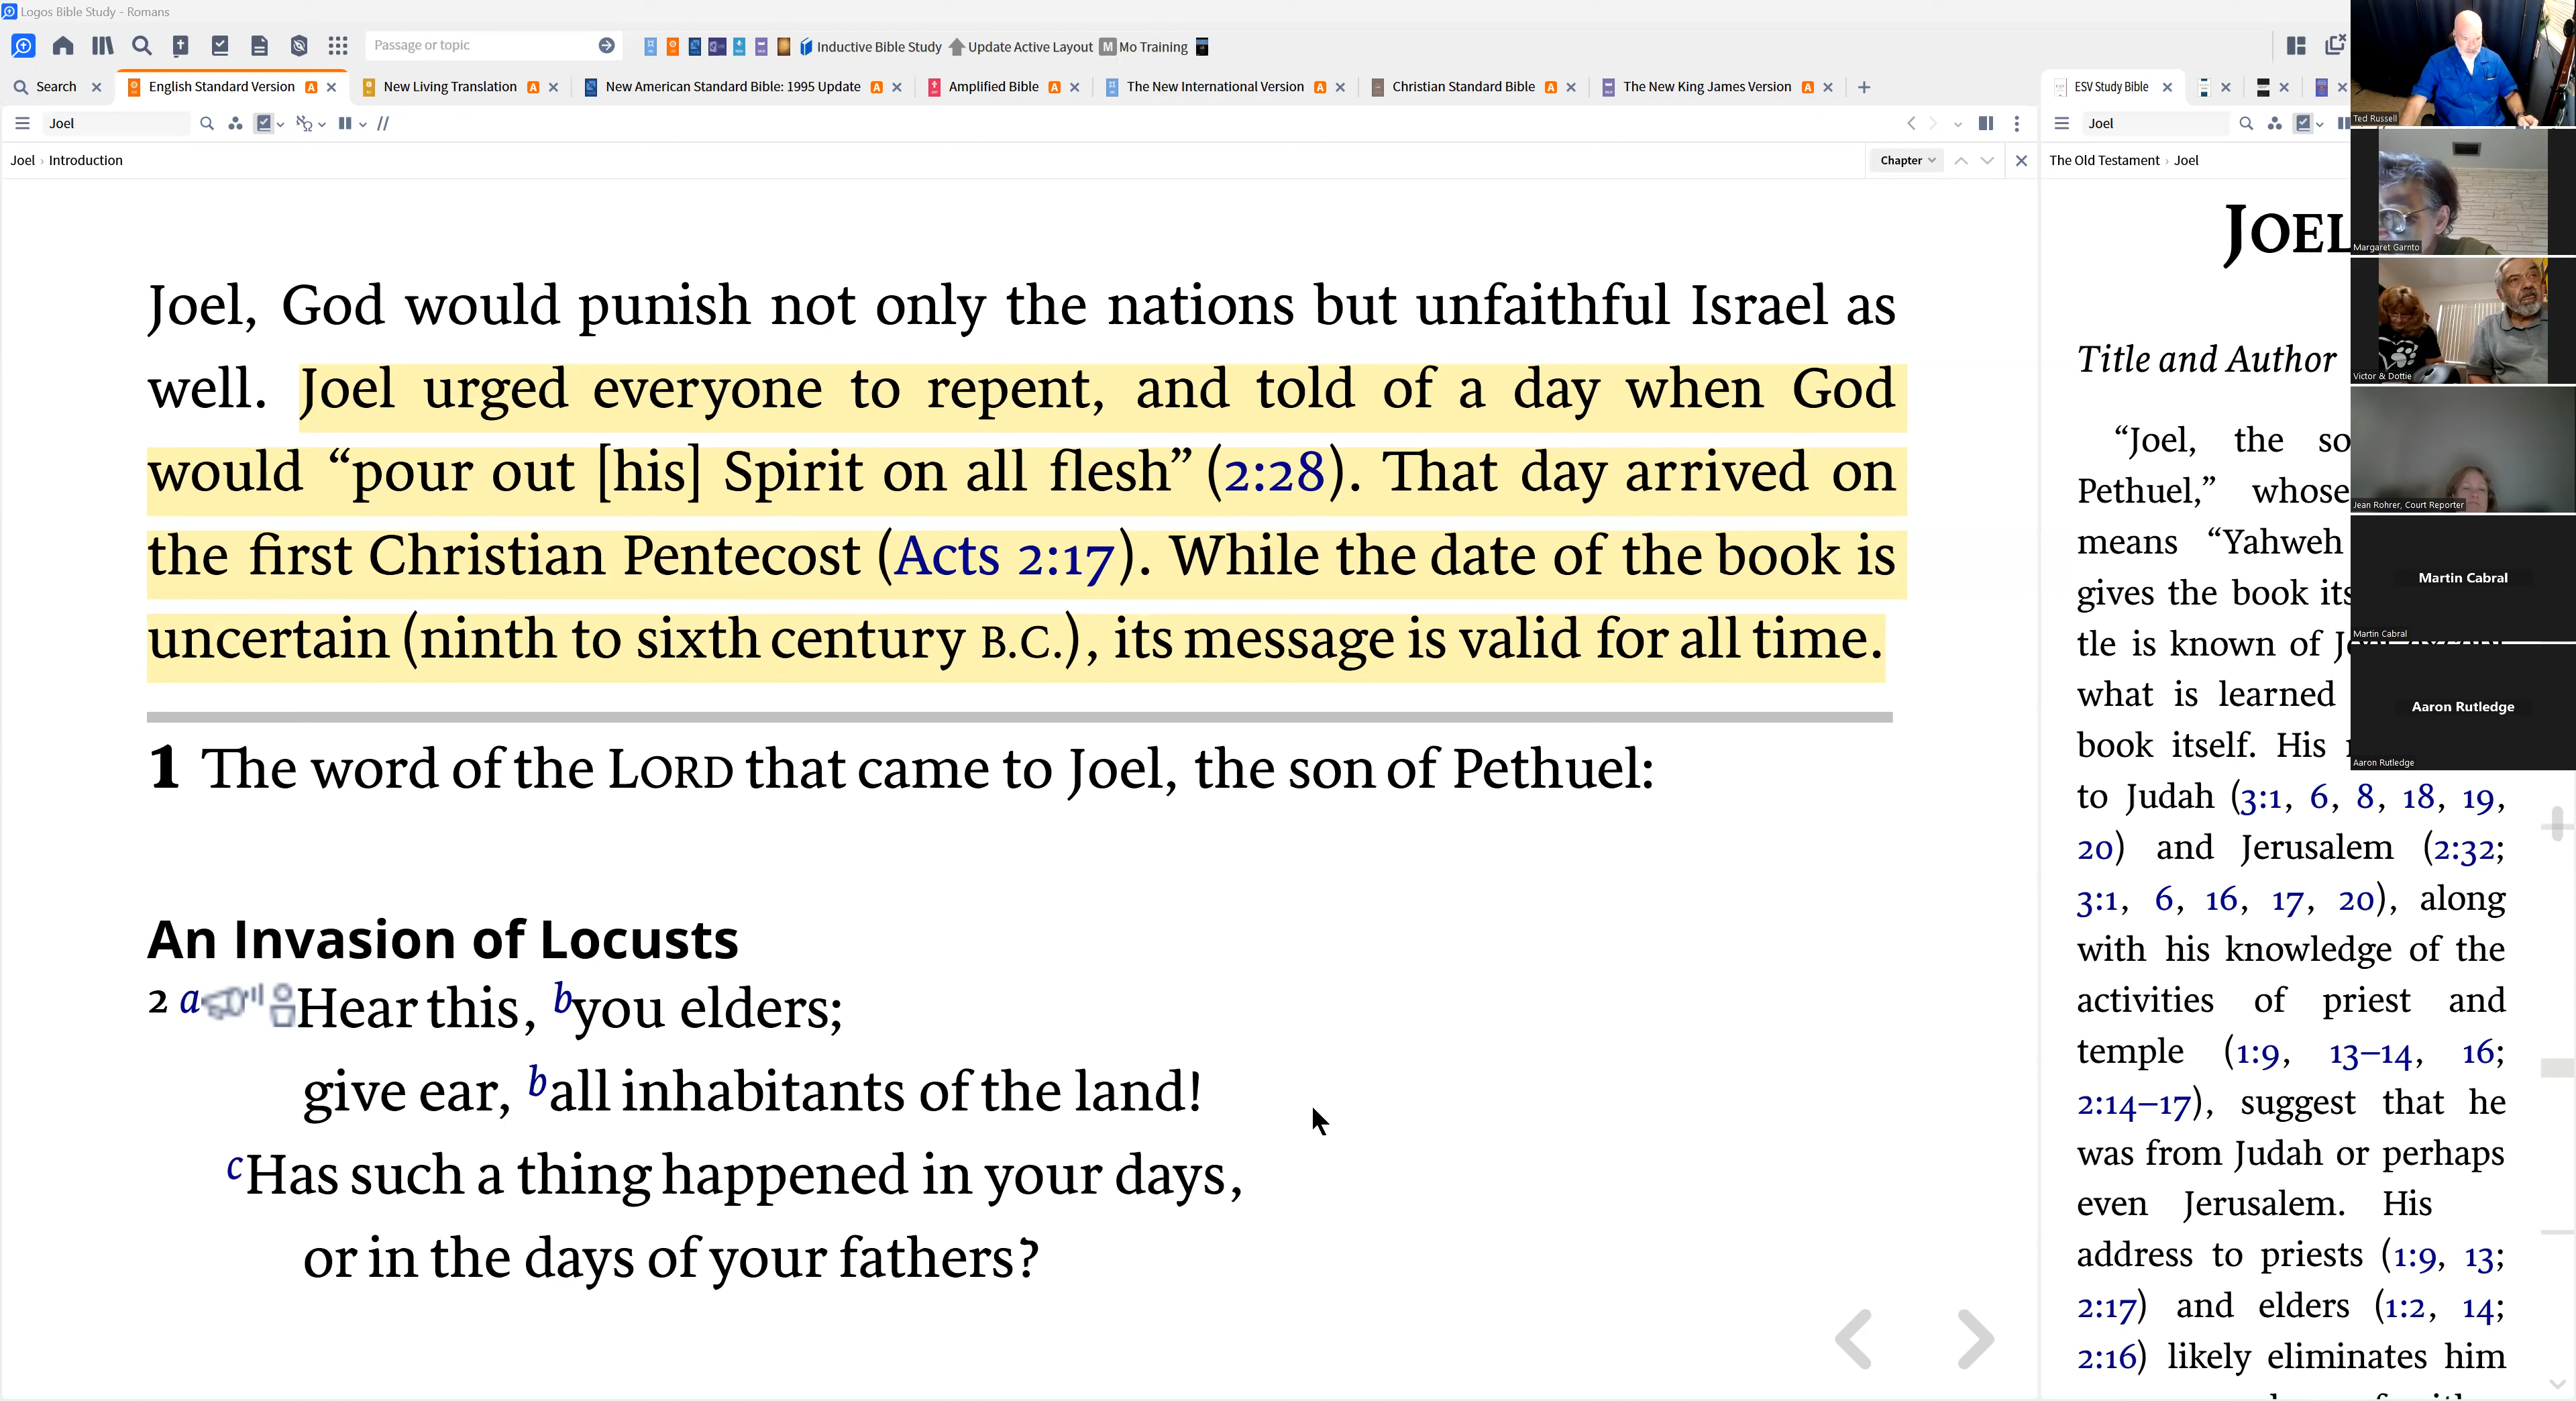 Logos Bible Study - Romans
Passage or topic
Inductive Bible Study
Update Active Layout
M Mo Training
Search
English Standard Version A
New Living Translation A
New American Standard Bible: 1995 Update A
Amplified Bible A
The New International Version A
Christian Standard Bible A
The New King James Version A
ESV Study Bible
Joel
Joel
Joel › Introduction
Chapter
The Old Testament › Joel
Joel, God would punish not only the nations but unfaithful Israel as
well. Joel urged everyone to repent, and told of a day when God
would “pour out [his] Spirit on all flesh” (2:28). That day arrived on
the first Christian Pentecost (Acts 2:17). While the date of the book is
uncertain (ninth to sixth century B.C.), its message is valid for all time.
1 The word of the LORD that came to Joel, the son of Pethuel:
An Invasion of Locusts
2 a Hear this, b you elders;
give ear, b all inhabitants of the land!
c Has such a thing happened in your days,
or in the days of your fathers?
JOEL
Title and Author
“Joel, the so
Pethuel,” whose
means “Yahweh
gives the book its
tle is known of
what is learned
book itself. His
to Judah (3:1, 6, 8, 18, 19,
20) and Jerusalem (2:32;
3:1, 6, 16, 17, 20), along
with his knowledge of the
activities of priest and
temple (1:9, 13–14, 16;
2:14–17), suggest that he
was from Judah or perhaps
even Jerusalem. His
address to priests (1:9, 13;
2:17) and elders (1:2, 14;
2:16) likely eliminates him
Ted Russell
Margaret Garnto
Victor & Dottie
Jean Rohrer, Court Reporter
Martin Cabral
Martin Cabral
Aaron Rutledge
Aaron Rutledge